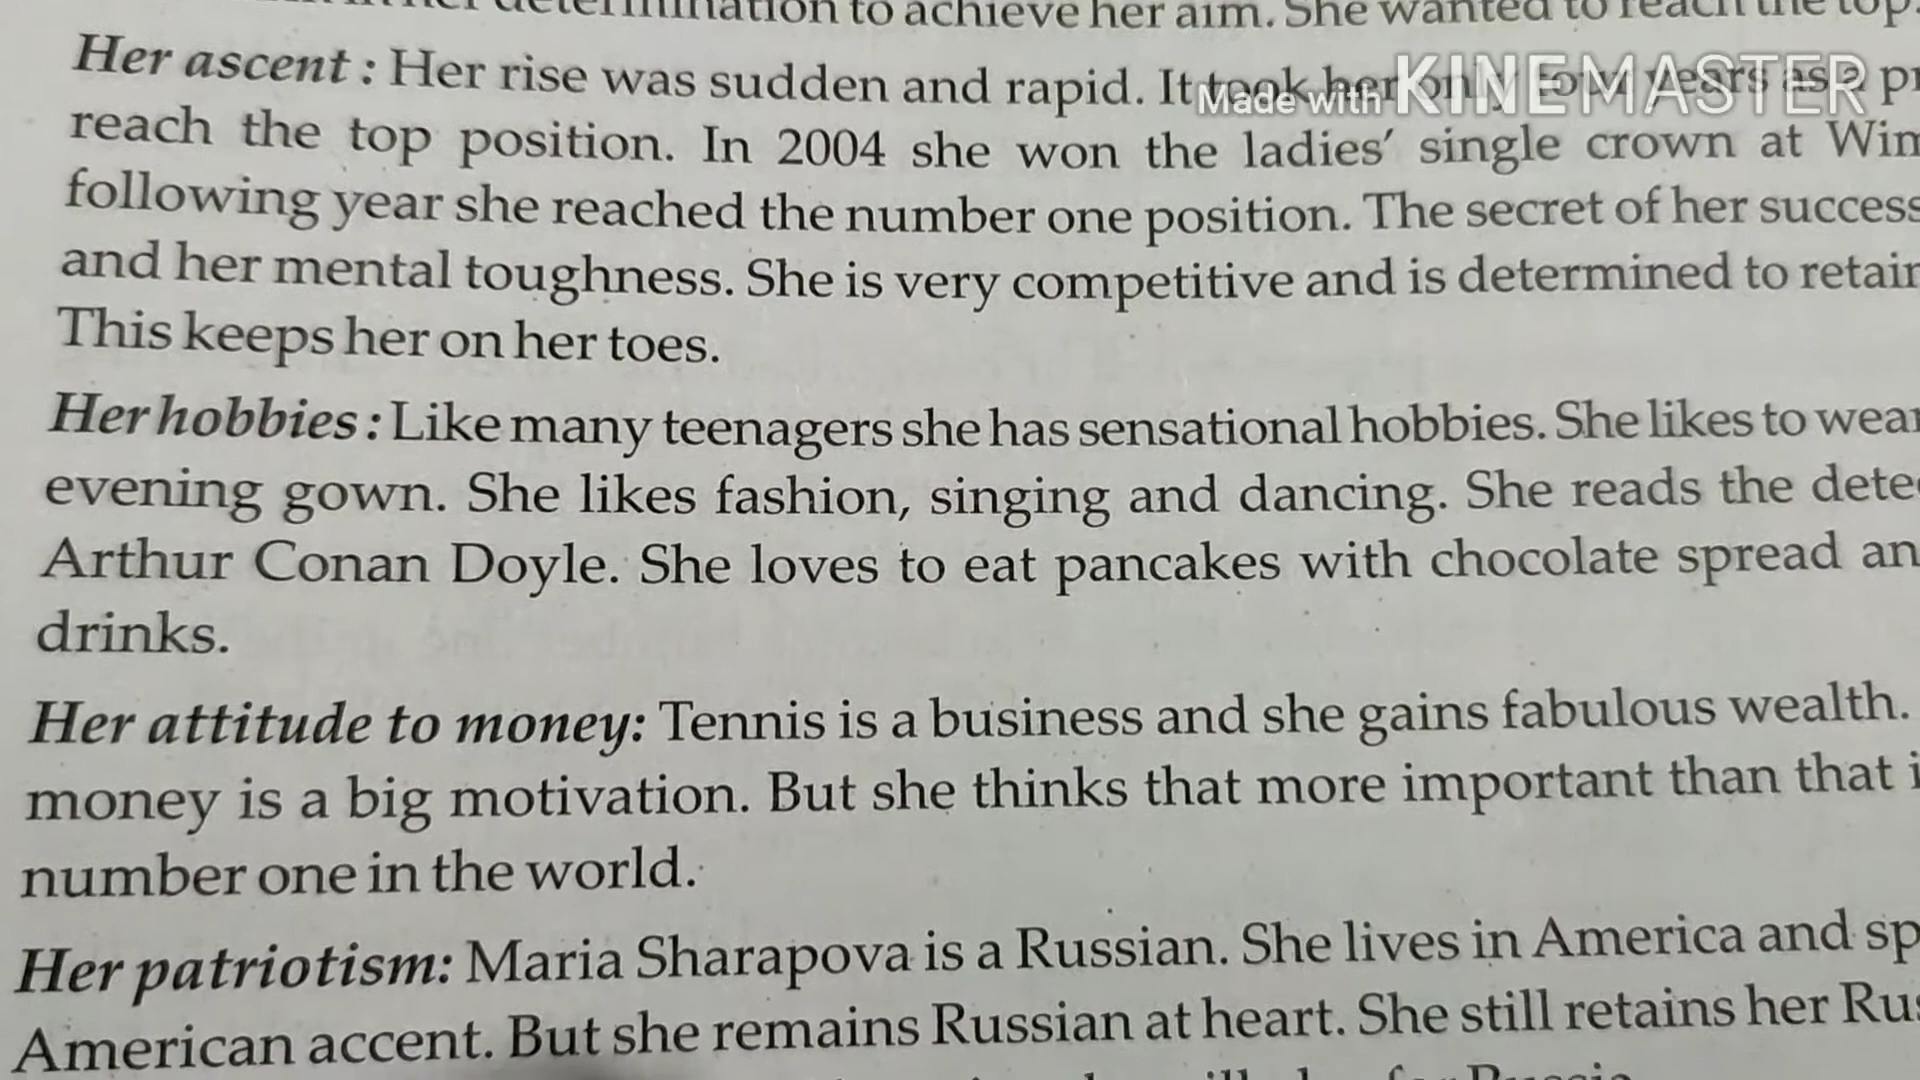 determination to achieve her aim. She wanted to reach the top.
Her ascent : Her rise was sudden and rapid. It took her only four years as a pr
Made with KINEMASTER
reach the top position. In 2004 she won the ladies' single crown at Wim
following year she reached the number one position. The secret of her success
and her mental toughness. She is very competitive and is determined to retain
This keeps her on her toes.
Her hobbies : Like many teenagers she has sensational hobbies. She likes to wear
evening gown. She likes fashion, singing and dancing. She reads the dete
Arthur Conan Doyle. She loves to eat pancakes with chocolate spread an
drinks.
Her attitude to money: Tennis is a business and she gains fabulous wealth.
money is a big motivation. But she thinks that more important than that i
number one in the world.
Her patriotism: Maria Sharapova is a Russian. She lives in America and sp
American accent. But she remains Russian at heart. She still retains her Rus